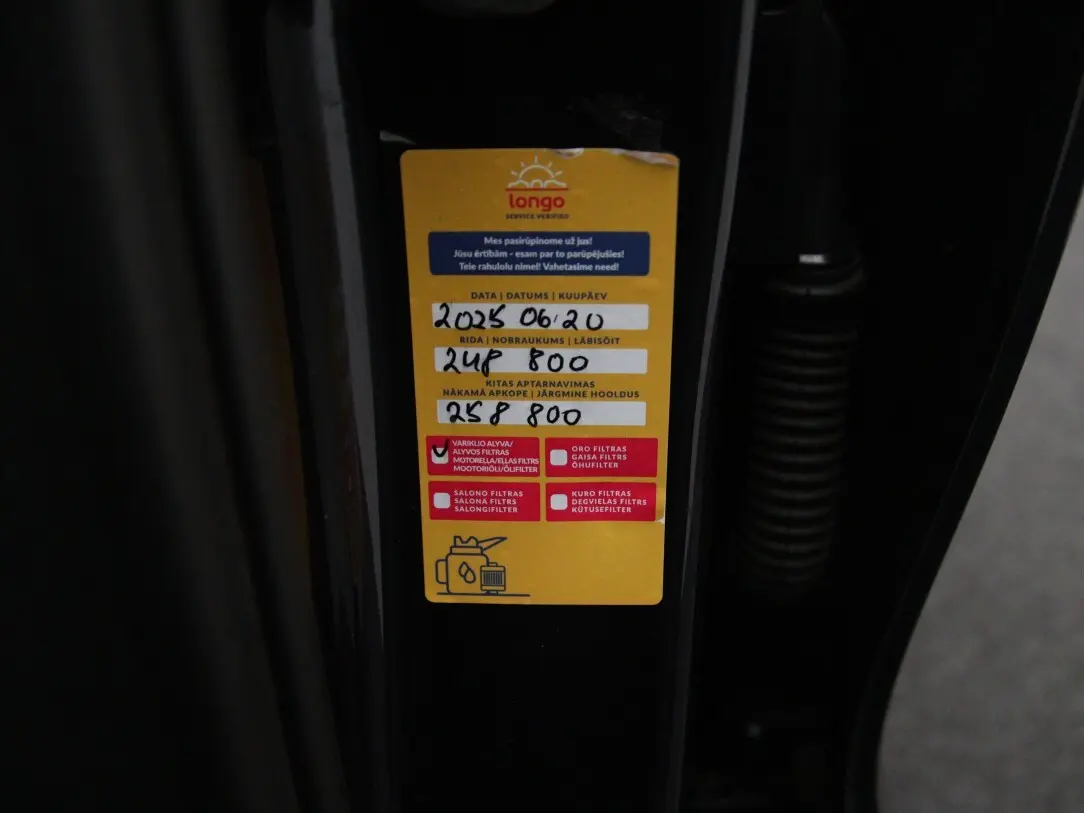 longo
SERVICE VERIFIED
Mes pasirūpinome už jus!
Jūsu ērtībām - esam par to parūpējušies!
Teie rahulolu nimel! Vahetasime need!
DATA | DATUMS | KUUPÄEV
2025 06.20
RIDA | NOBRAUKUMS | LÄBISÕIT
248 800
KITAS APTARNAVIMAS
NĀKAMĀ APKOPE | JÄRGMINE HOOLDUS
258 800
VARIKLIO ALYVA/
ALYVOS FILTRAS
MOTORELLA/ELLAS FILTRS
MOOTORIÕLI/ÕLIFILTER
ORO FILTRAS
GAISA FILTRS
ÕHUFILTER
SALONO FILTRAS
SALONA FILTRS
SALONGIFILTER
KURO FILTRAS
DEGVIELAS FILTRS
KÜTUSEFILTER